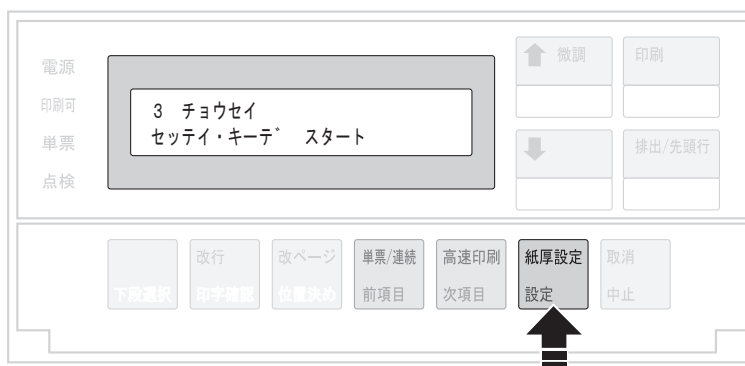 電源
印刷可
単票
点検
3 チョウセイ
セッテイ・キーデ゛ スタート
微調
印刷
排出/先頭行
下段選択
改行
印字確認
改ページ
位置決め
単票/連続
前項目
高速印刷
次項目
紙厚設定
設定
取消
中止